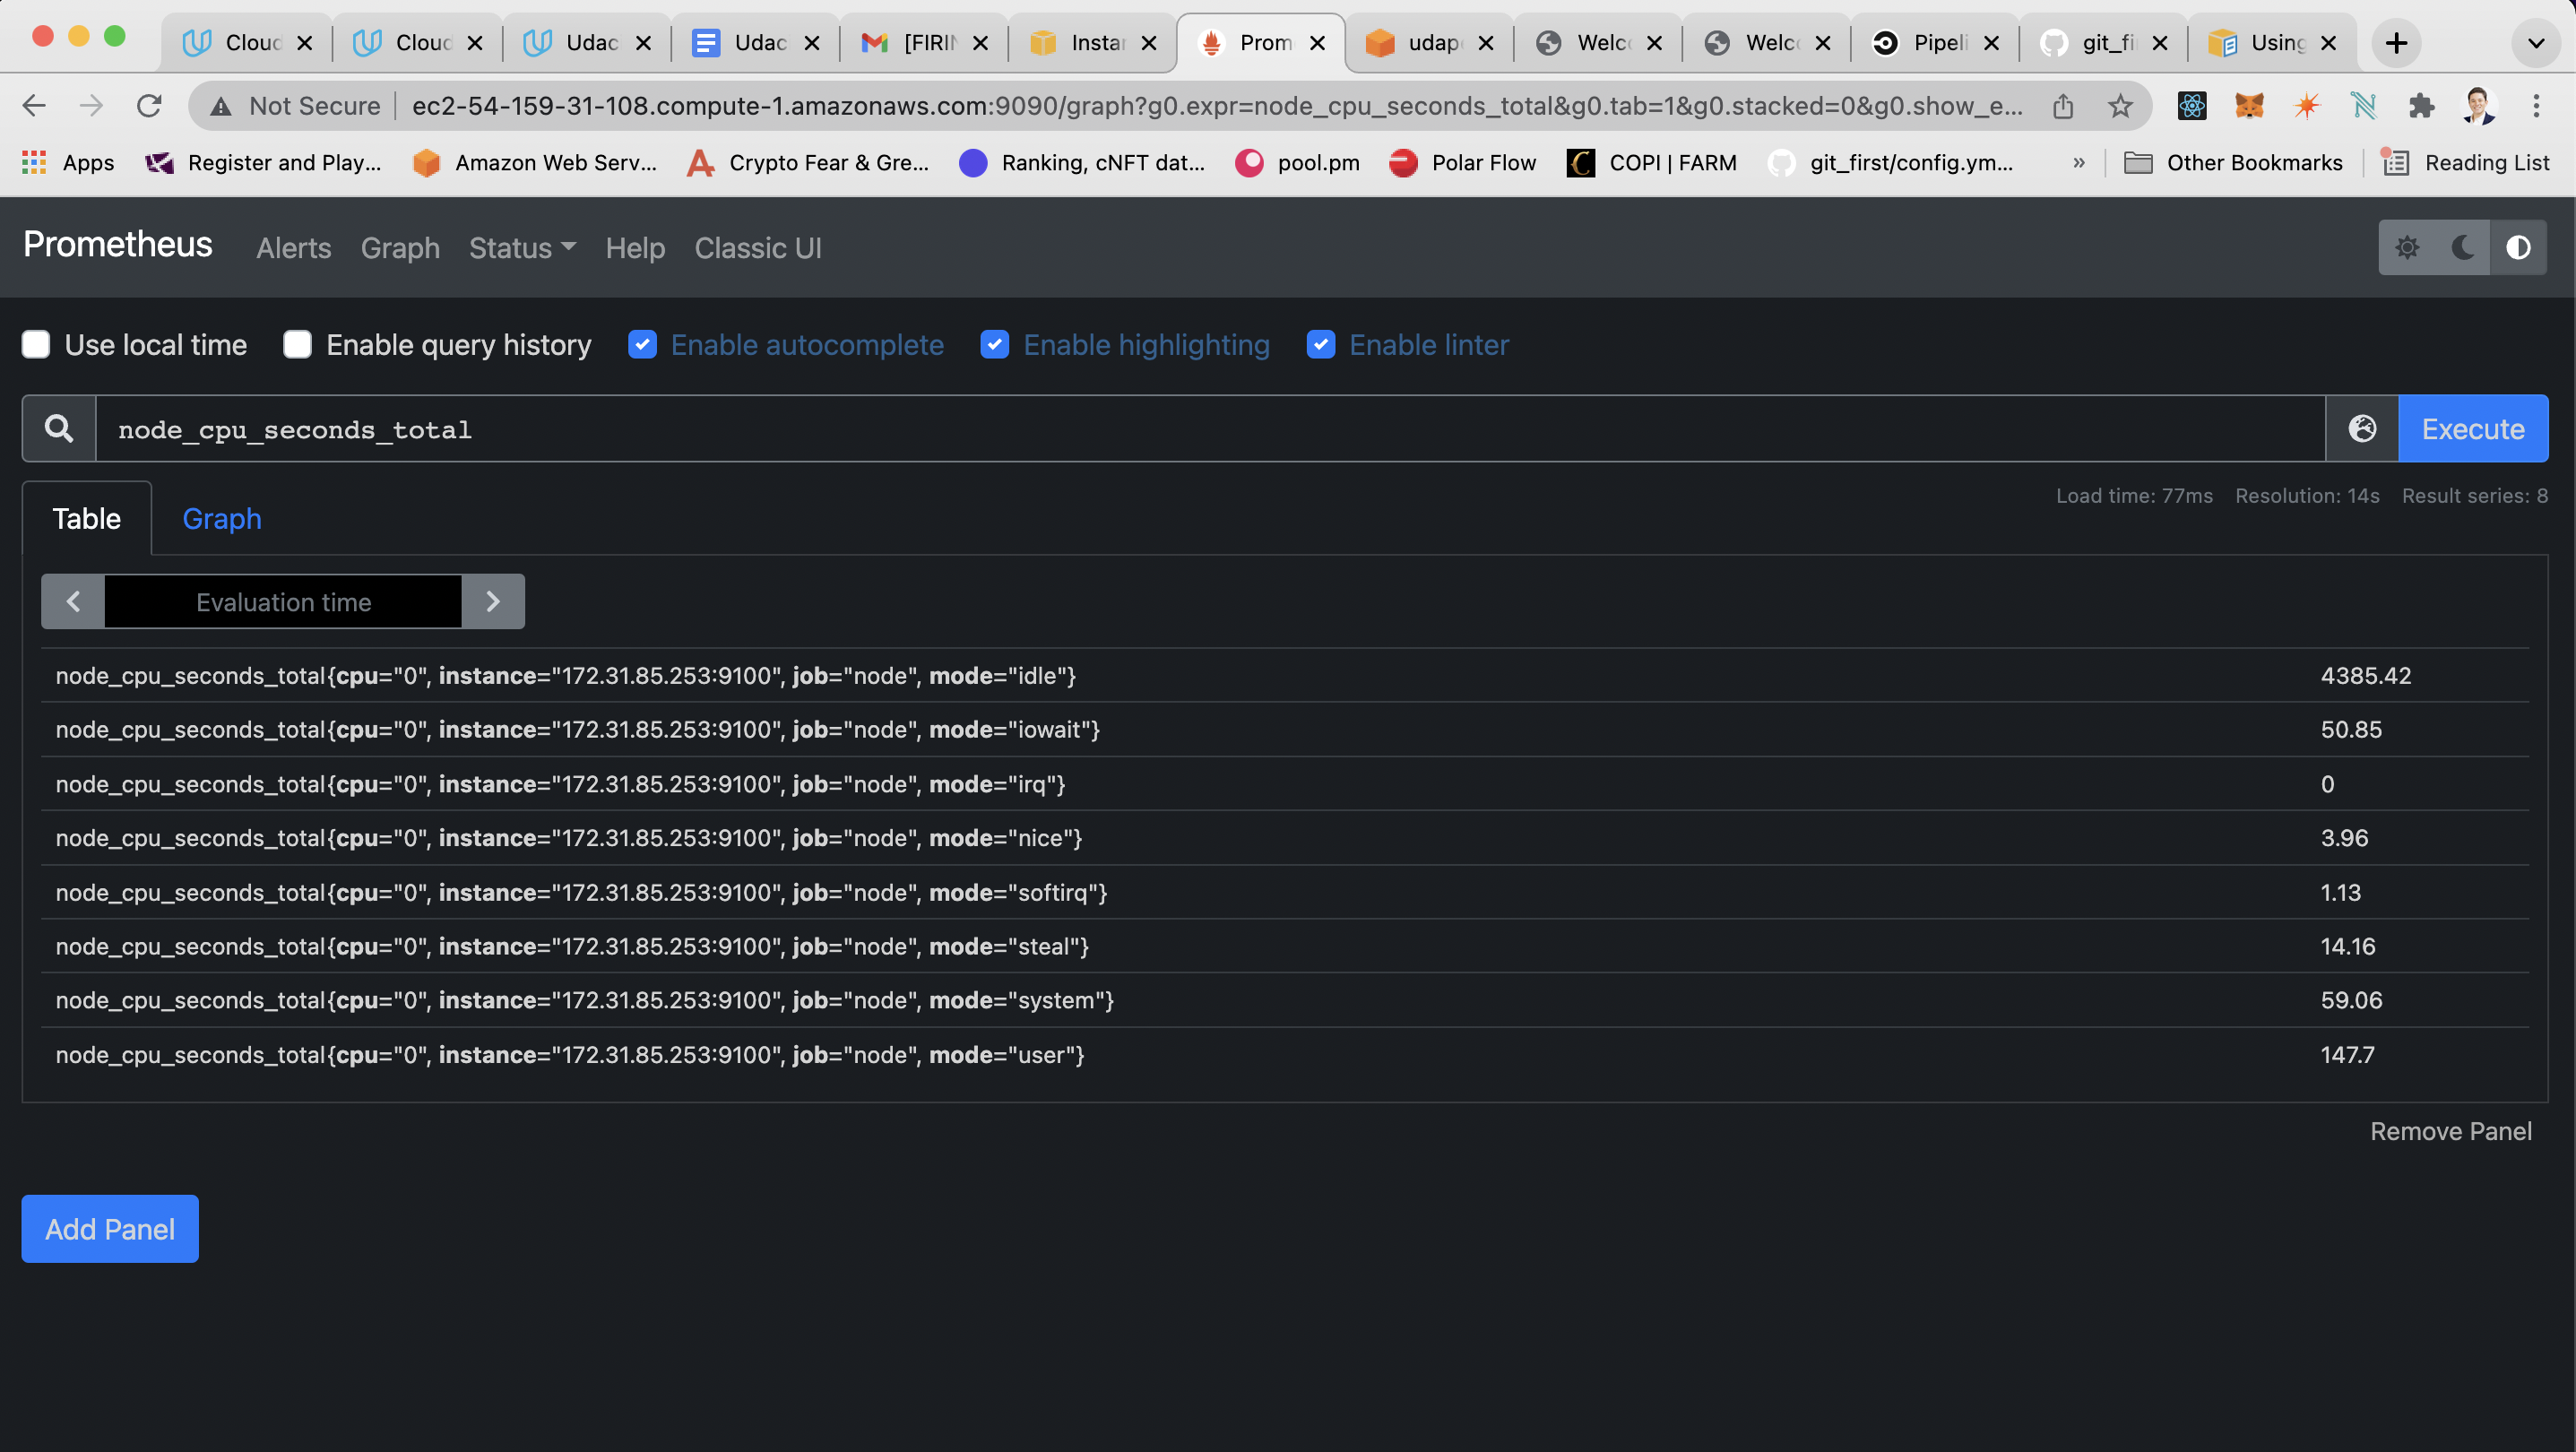 Cloud Cloud Udac Udac [FIRIN Instan Prom udap Welco Welco Pipeli git_fi Using
Not Secure ec2-54-159-31-108.compute-1.amazonaws.com:9090/graph?g0.expr=node_cpu_seconds_total&g0.tab=1&g0.stacked=0&g0.show_e...
Apps Register and Play... Amazon Web Serv... Crypto Fear & Gre... Ranking, cNFT dat... pool.pm Polar Flow COPI | FARM git_first/config.ym... » Other Bookmarks Reading List
Prometheus Alerts Graph Status Help Classic UI
Use local time Enable query history Enable autocomplete Enable highlighting Enable linter
node_cpu_seconds_total Execute
Table Graph Load time: 77ms Resolution: 14s Result series: 8
Evaluation time
node_cpu_seconds_total{cpu="0", instance="172.31.85.253:9100", job="node", mode="idle"} 4385.42
node_cpu_seconds_total{cpu="0", instance="172.31.85.253:9100", job="node", mode="iowait"} 50.85
node_cpu_seconds_total{cpu="0", instance="172.31.85.253:9100", job="node", mode="irq"} 0
node_cpu_seconds_total{cpu="0", instance="172.31.85.253:9100", job="node", mode="nice"} 3.96
node_cpu_seconds_total{cpu="0", instance="172.31.85.253:9100", job="node", mode="softirq"} 1.13
node_cpu_seconds_total{cpu="0", instance="172.31.85.253:9100", job="node", mode="steal"} 14.16
node_cpu_seconds_total{cpu="0", instance="172.31.85.253:9100", job="node", mode="system"} 59.06
node_cpu_seconds_total{cpu="0", instance="172.31.85.253:9100", job="node", mode="user"} 147.7
Remove Panel
Add Panel